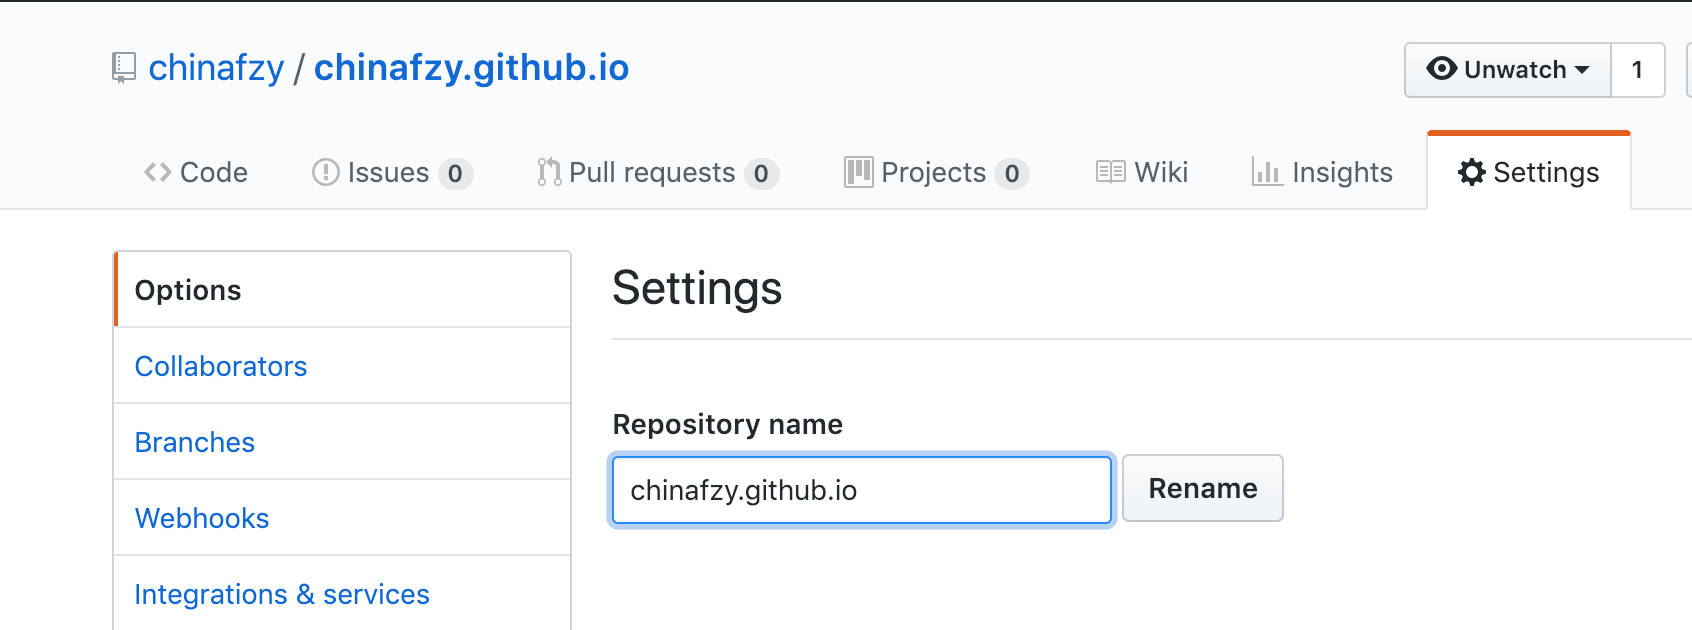 chinafzy / chinafzy.github.io
Unwatch 1
Code Issues 0 Pull requests 0 Projects 0 Wiki Insights Settings
Options
Collaborators
Branches
Webhooks
Integrations & services
Settings
Repository name
chinafzy.github.io Rename